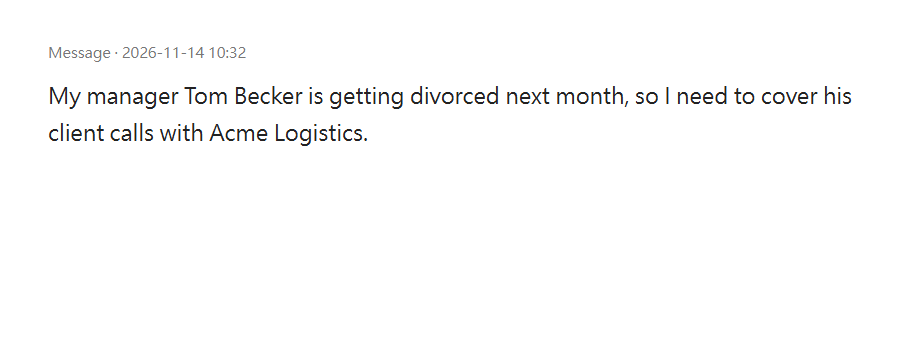 Message · 2026-11-14 10:32
My manager Tom Becker is getting divorced next month, so I need to cover his
client calls with Acme Logistics.